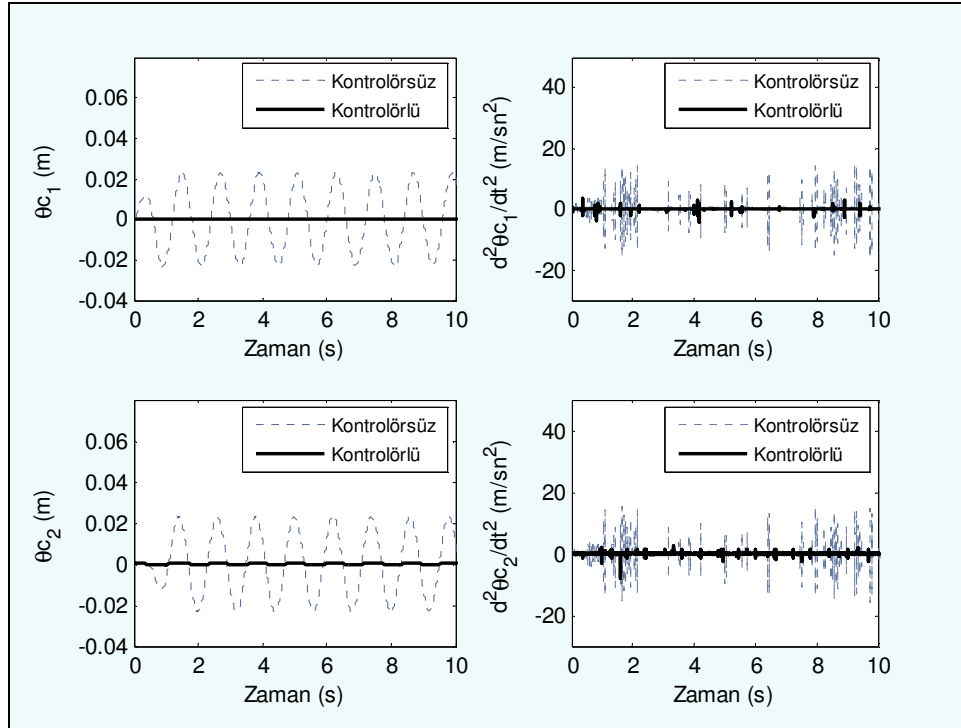 Kontrolörsüz
Kontrolörlü
0.06
0.04
0.02
0
-0.02
-0.04
θc1 (m)
0 2 4 6 8 10
Zaman (s)
Kontrolörsüz
Kontrolörlü
40
20
0
-20
d²θc1/dt² (m/sn²)
0 2 4 6 8 10
Zaman (s)
Kontrolörsüz
Kontrolörlü
0.06
0.04
0.02
0
-0.02
-0.04
θc2 (m)
0 2 4 6 8 10
Zaman (s)
Kontrolörsüz
Kontrolörlü
40
20
0
-20
d²θc2/dt² (m/sn²)
0 2 4 6 8 10
Zaman (s)